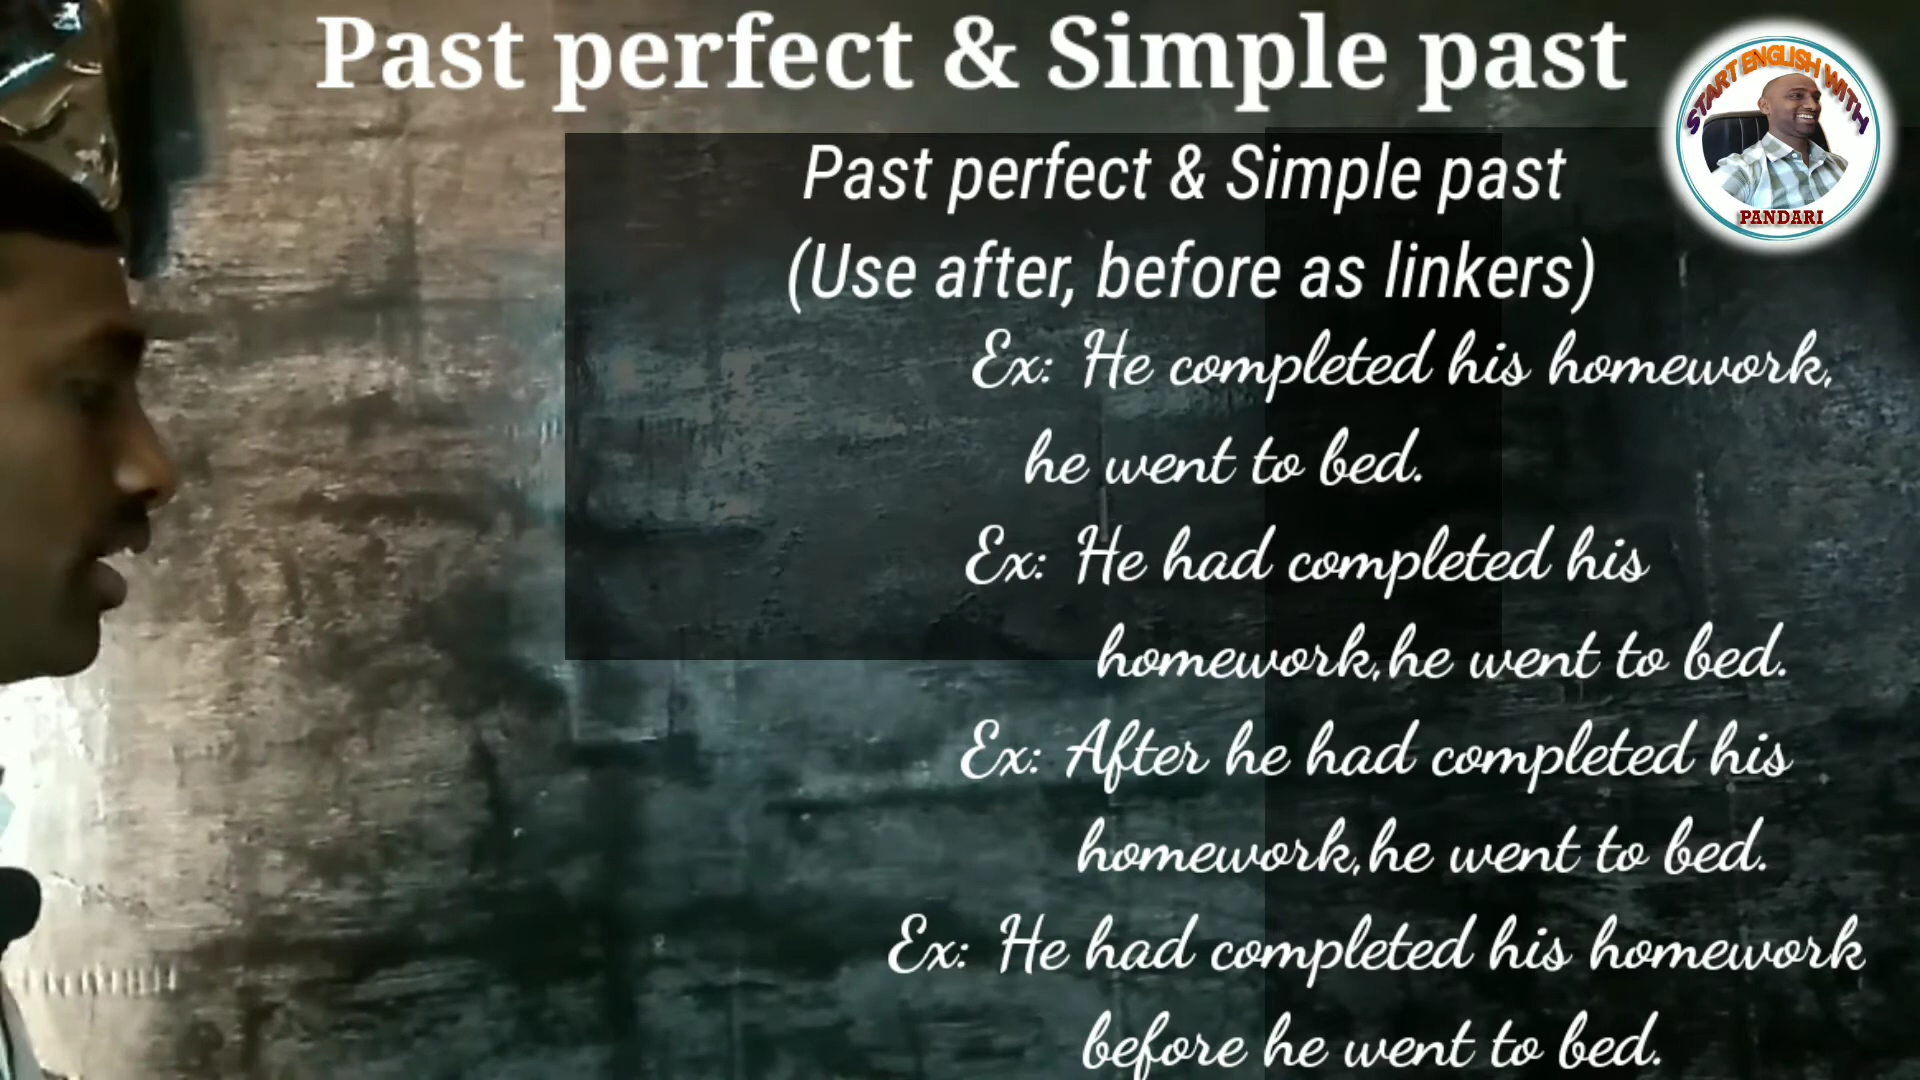 Past perfect & Simple past
START ENGLISH WITH
PANDARI
Past perfect & Simple past
(Use after, before as linkers)
Ex: He completed his homework,
he went to bed.
Ex: He had completed his
homework,he went to bed.
Ex: After he had completed his
homework,he went to bed.
Ex: He had completed his homework
before he went to bed.